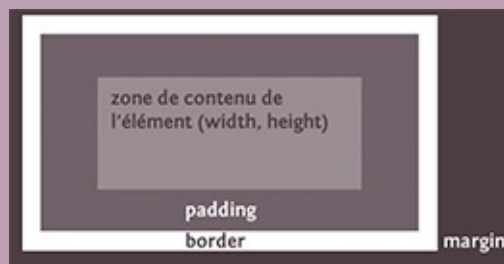 zone de contenu de
l'élément (width, height)
padding
border
margin